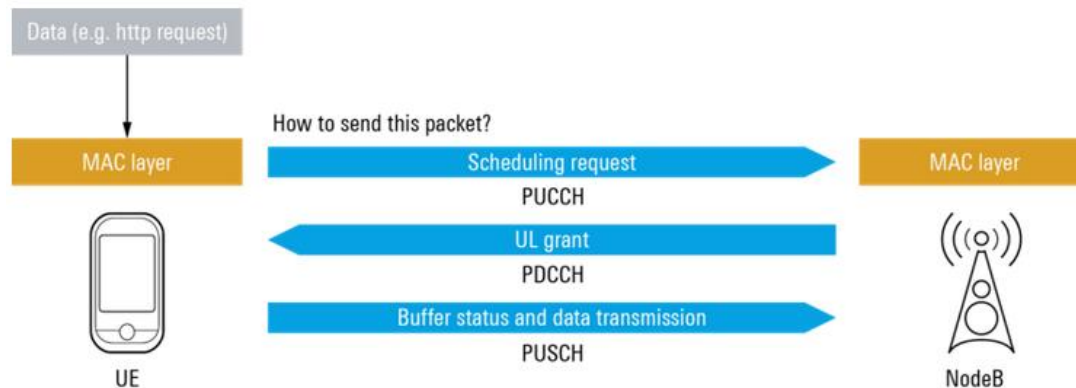 Data (e.g. http request)
How to send this packet?
MAC layer
Scheduling request
MAC layer
PUCCH
UL grant
PDCCH
Buffer status and data transmission
PUSCH
UE
NodeB